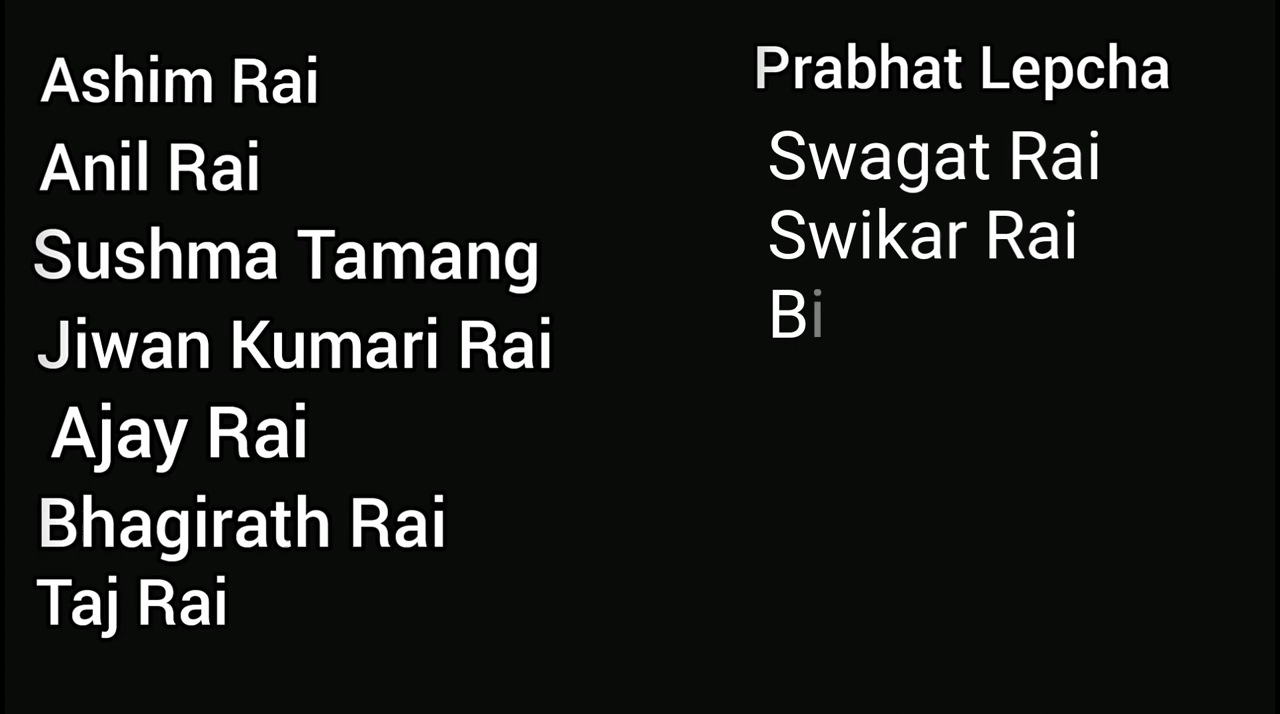 Ashim Rai
Anil Rai
Sushma Tamang
Jiwan Kumari Rai
Ajay Rai
Bhagirath Rai
Taj Rai
Prabhat Lepcha
Swagat Rai
Swikar Rai
Bi